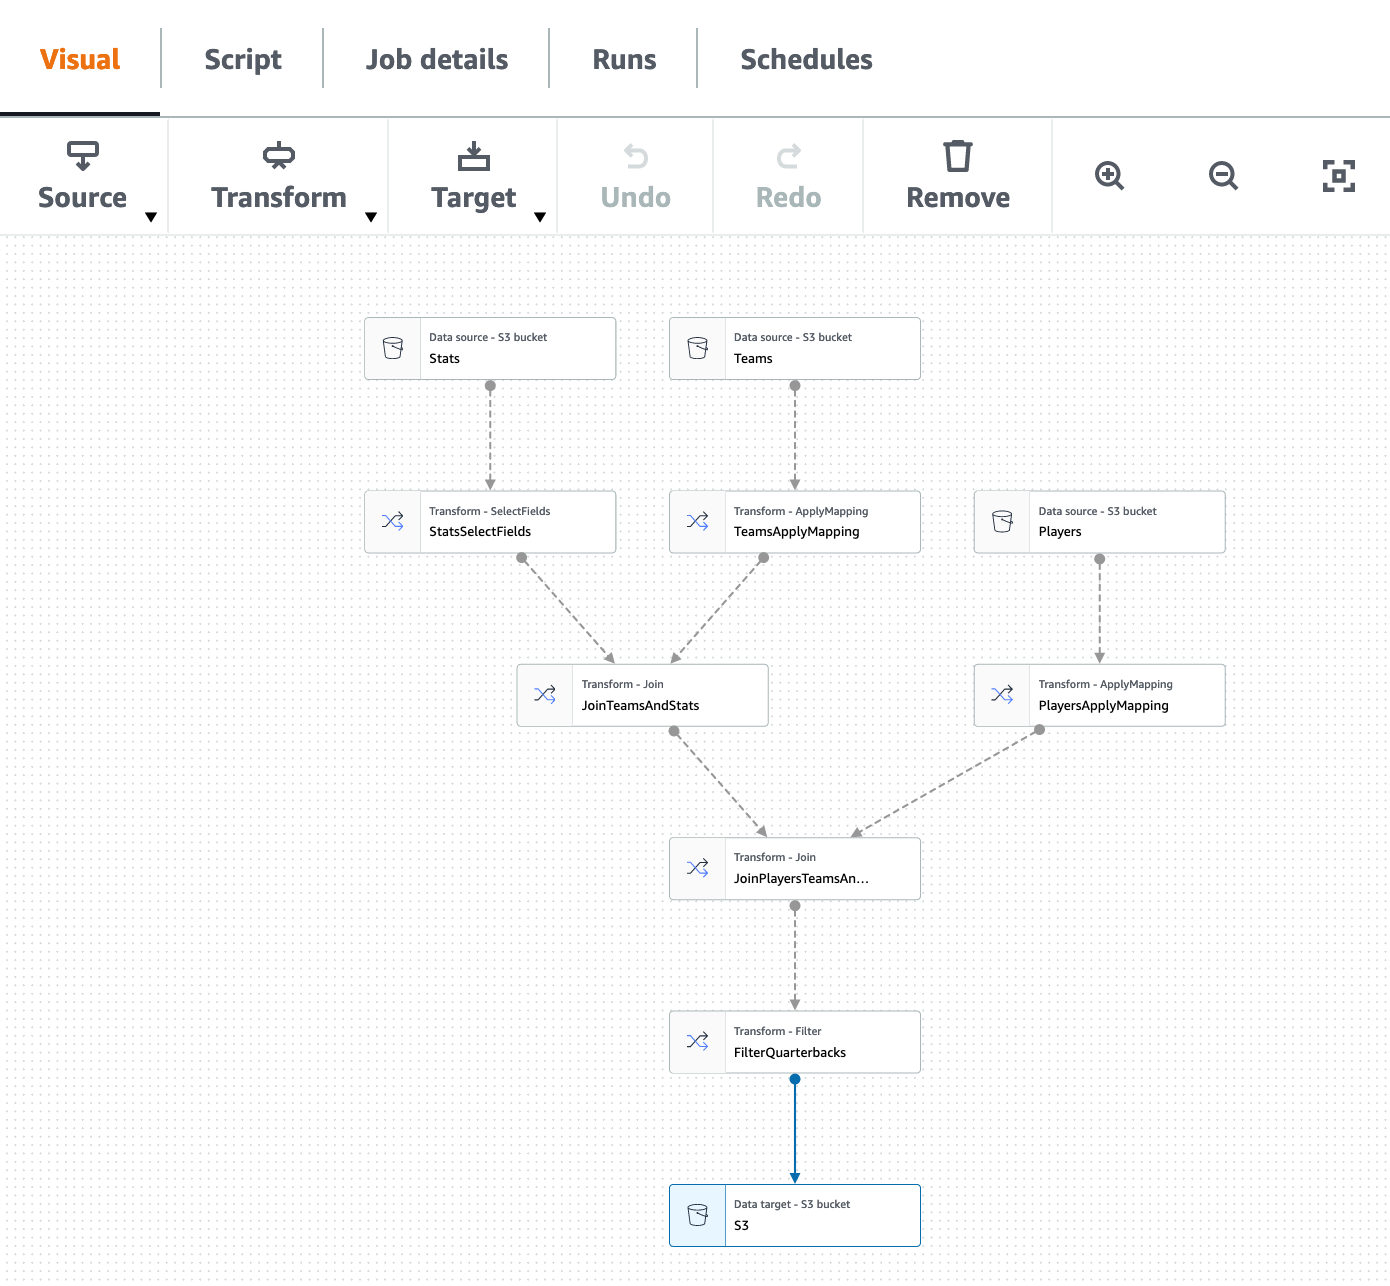 Visual
Script
Job details
Runs
Schedules
Source
Transform
Target
Undo
Redo
Remove
Data source - S3 bucket
Stats
Data source - S3 bucket
Teams
Transform - SelectFields
StatsSelectFields
Transform - ApplyMapping
TeamsApplyMapping
Data source - S3 bucket
Players
Transform - Join
JoinTeamsAndStats
Transform - ApplyMapping
PlayersApplyMapping
Transform - Join
JoinPlayersTeamsAn...
Transform - Filter
FilterQuarterbacks
Data target - S3 bucket
S3